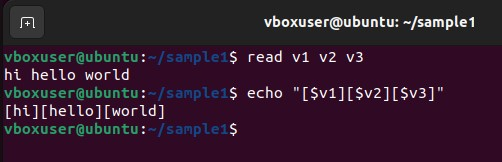 vboxuser@ubuntu: ~/sample1
vboxuser@ubuntu:~/sample1$ read v1 v2 v3
hi hello world
vboxuser@ubuntu:~/sample1$ echo "[$v1][$v2][$v3]"
[hi][hello][world]
vboxuser@ubuntu:~/sample1$